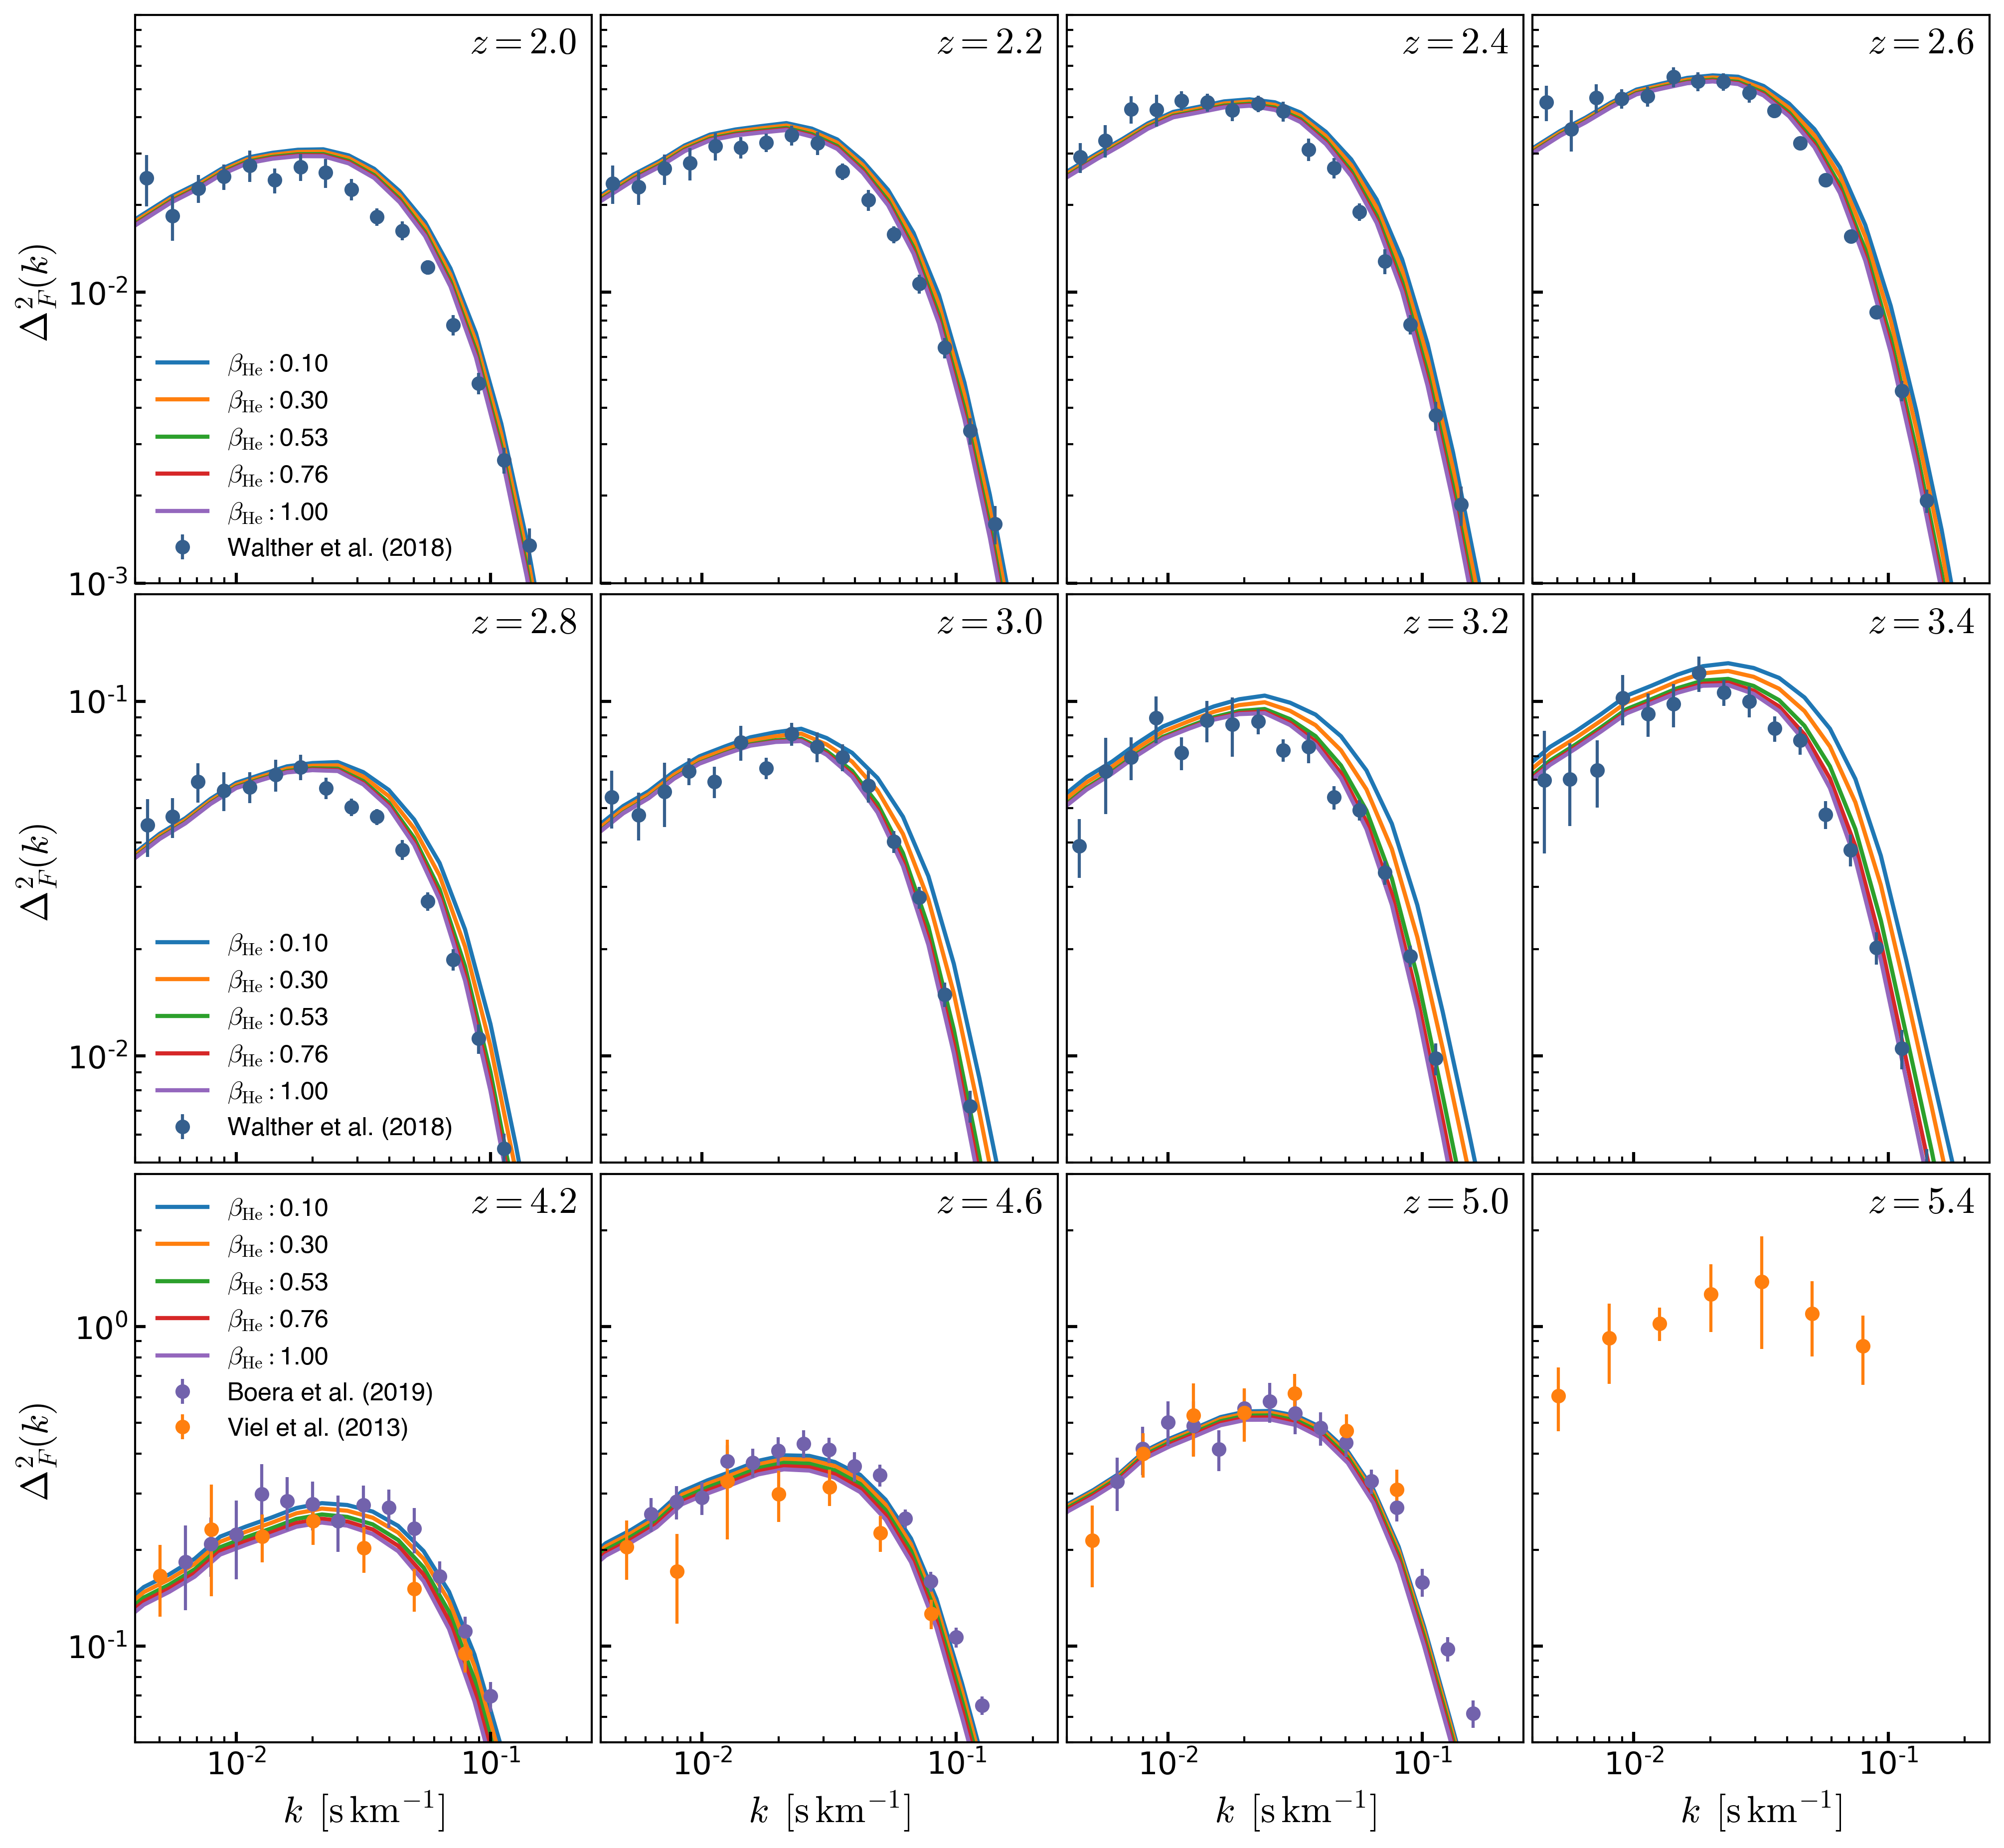 z = 2.0
z = 2.2
z = 2.4
z = 2.6
Δ²_F(k)
10⁻²
10⁻³
β_He : 0.10
β_He : 0.30
β_He : 0.53
β_He : 0.76
β_He : 1.00
Walther et al. (2018)
z = 2.8
z = 3.0
z = 3.2
z = 3.4
Δ²_F(k)
10⁻¹
10⁻²
β_He : 0.10
β_He : 0.30
β_He : 0.53
β_He : 0.76
β_He : 1.00
Walther et al. (2018)
z = 4.2
z = 4.6
z = 5.0
z = 5.4
Δ²_F(k)
10⁰
10⁻¹
β_He : 0.10
β_He : 0.30
β_He : 0.53
β_He : 0.76
β_He : 1.00
Boera et al. (2019)
Viel et al. (2013)
10⁻² 10⁻¹
10⁻² 10⁻¹
10⁻² 10⁻¹
10⁻² 10⁻¹
k [s km⁻¹]
k [s km⁻¹]
k [s km⁻¹]
k [s km⁻¹]